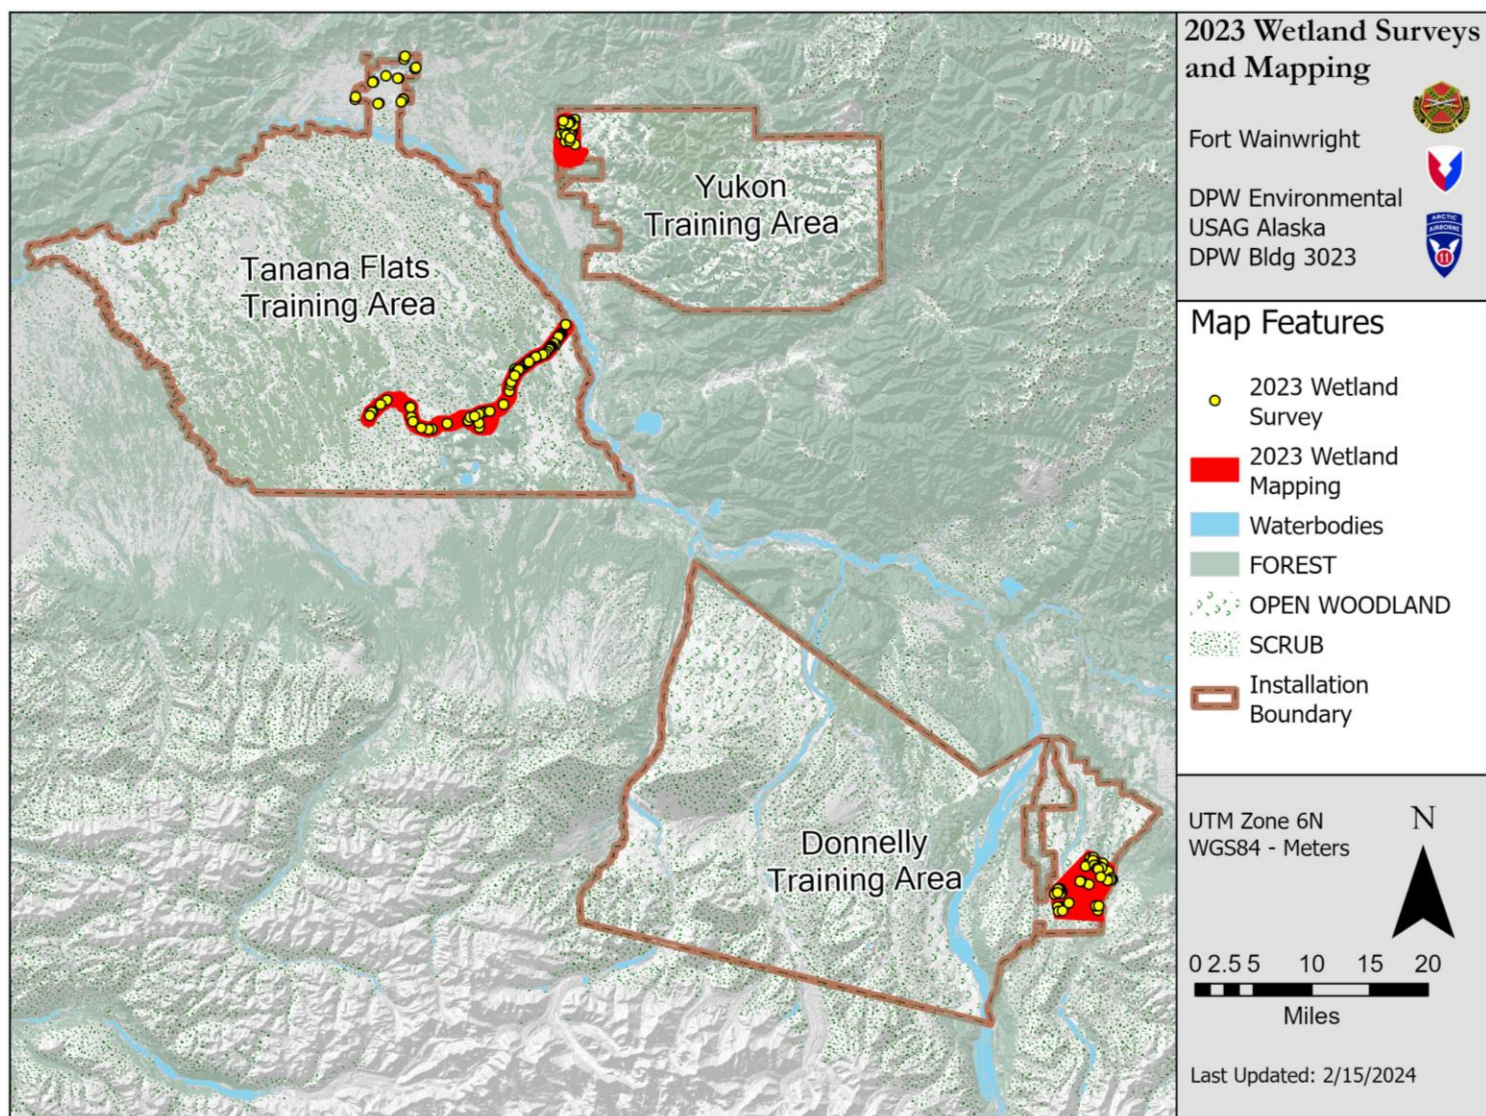 2023 Wetland Surveys
and Mapping
Fort Wainwright
DPW Environmental
USAG Alaska
DPW Bldg 3023
ARCTIC
AIRBORNE
11
Map Features
2023 Wetland
Survey
2023 Wetland
Mapping
Waterbodies
FOREST
OPEN WOODLAND
SCRUB
Installation
Boundary
UTM Zone 6N
WGS84 - Meters
N
0 2.5 5 10 15 20
Miles
Last Updated: 2/15/2024
Yukon
Training Area
Tanana Flats
Training Area
Donnelly
Training Area